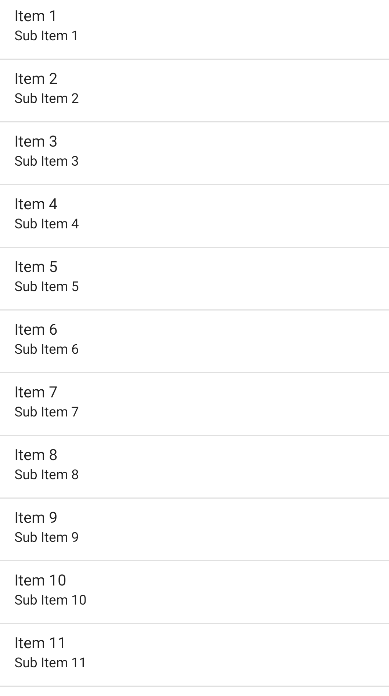 Item 1
Sub Item 1
Item 2
Sub Item 2
Item 3
Sub Item 3
Item 4
Sub Item 4
Item 5
Sub Item 5
Item 6
Sub Item 6
Item 7
Sub Item 7
Item 8
Sub Item 8
Item 9
Sub Item 9
Item 10
Sub Item 10
Item 11
Sub Item 11